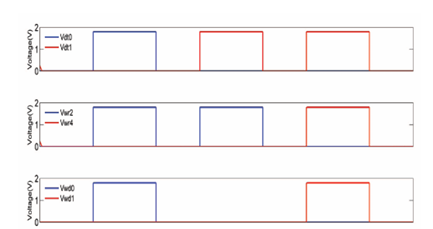 Voltage(V)
2
1
0
Vdt0
Vdt1
Voltage(V)
2
1
0
Vwr2
Vwr4
Voltage(V)
2
1
0
Vwd0
Vwd1